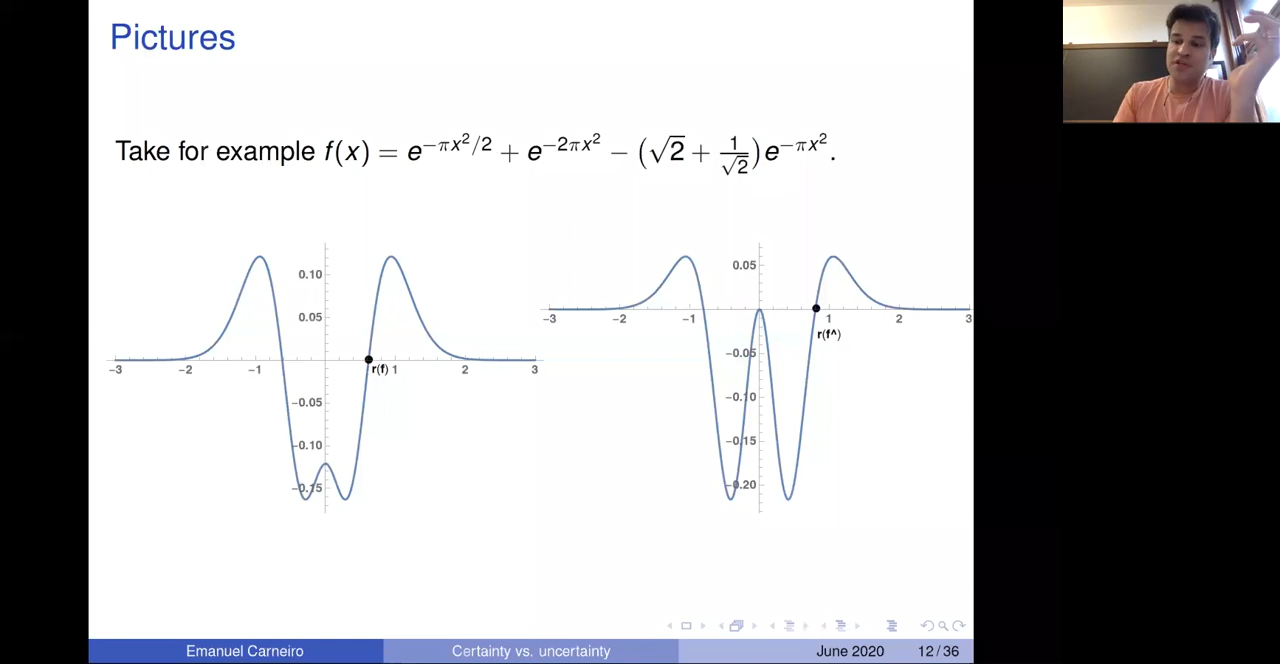 Pictures
Take for example f(x) = e^{−πx²/2} + e^{−2πx²} − (√2 + 1/√2)e^{−πx²}.
0.10
0.05
−3 −2 −1 r(f) 1 2 3
−0.05
−0.10
−0.15
0.05
−3 −2 −1 1 2 3
r(f^)
−0.05
−0.10
−0.15
−0.20
Emanuel Carneiro Certainty vs. uncertainty June 2020 12 / 36